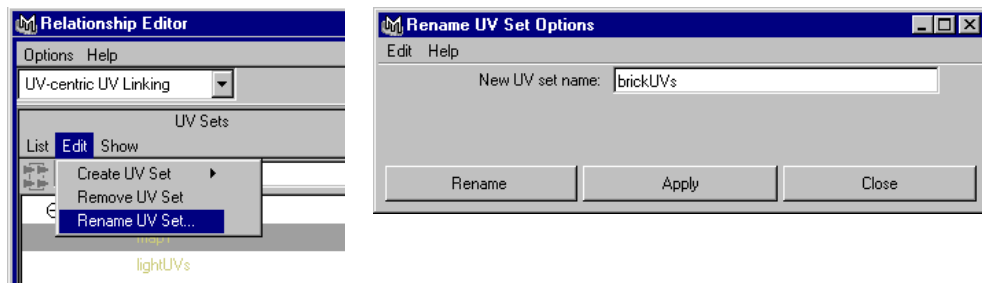 Relationship Editor
Options Help
UV-centric UV Linking
UV Sets
List Edit Show
Create UV Set
Remove UV Set
Rename UV Set...
map1
lightUVs
Rename UV Set Options
Edit Help
New UV set name: brickUVs
Rename Apply Close